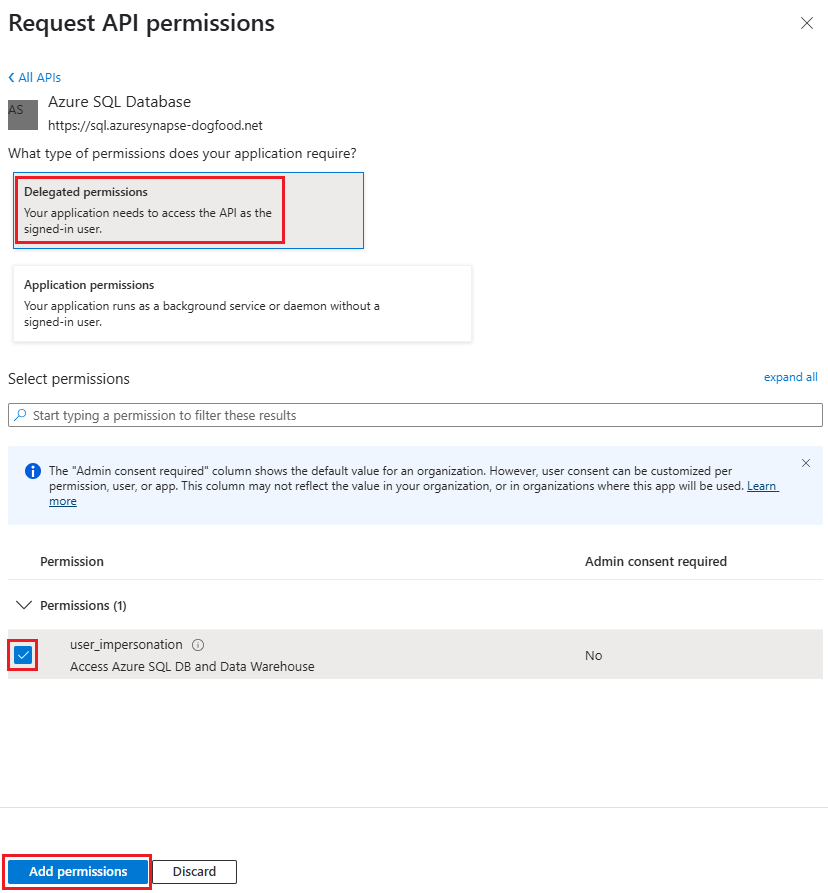 Request API permissions
All APIs
AS
Azure SQL Database
https://sql.azuresynapse-dogfood.net
What type of permissions does your application require?
Delegated permissions
Your application needs to access the API as the
signed-in user.
Application permissions
Your application runs as a background service or daemon without a
signed-in user.
Select permissions
expand all
Start typing a permission to filter these results
The "Admin consent required" column shows the default value for an organization. However, user consent can be customized per
permission, user, or app. This column may not reflect the value in your organization, or in organizations where this app will be used. Learn
more
Permission
Admin consent required
Permissions (1)
user_impersonation
Access Azure SQL DB and Data Warehouse
No
Add permissions
Discard